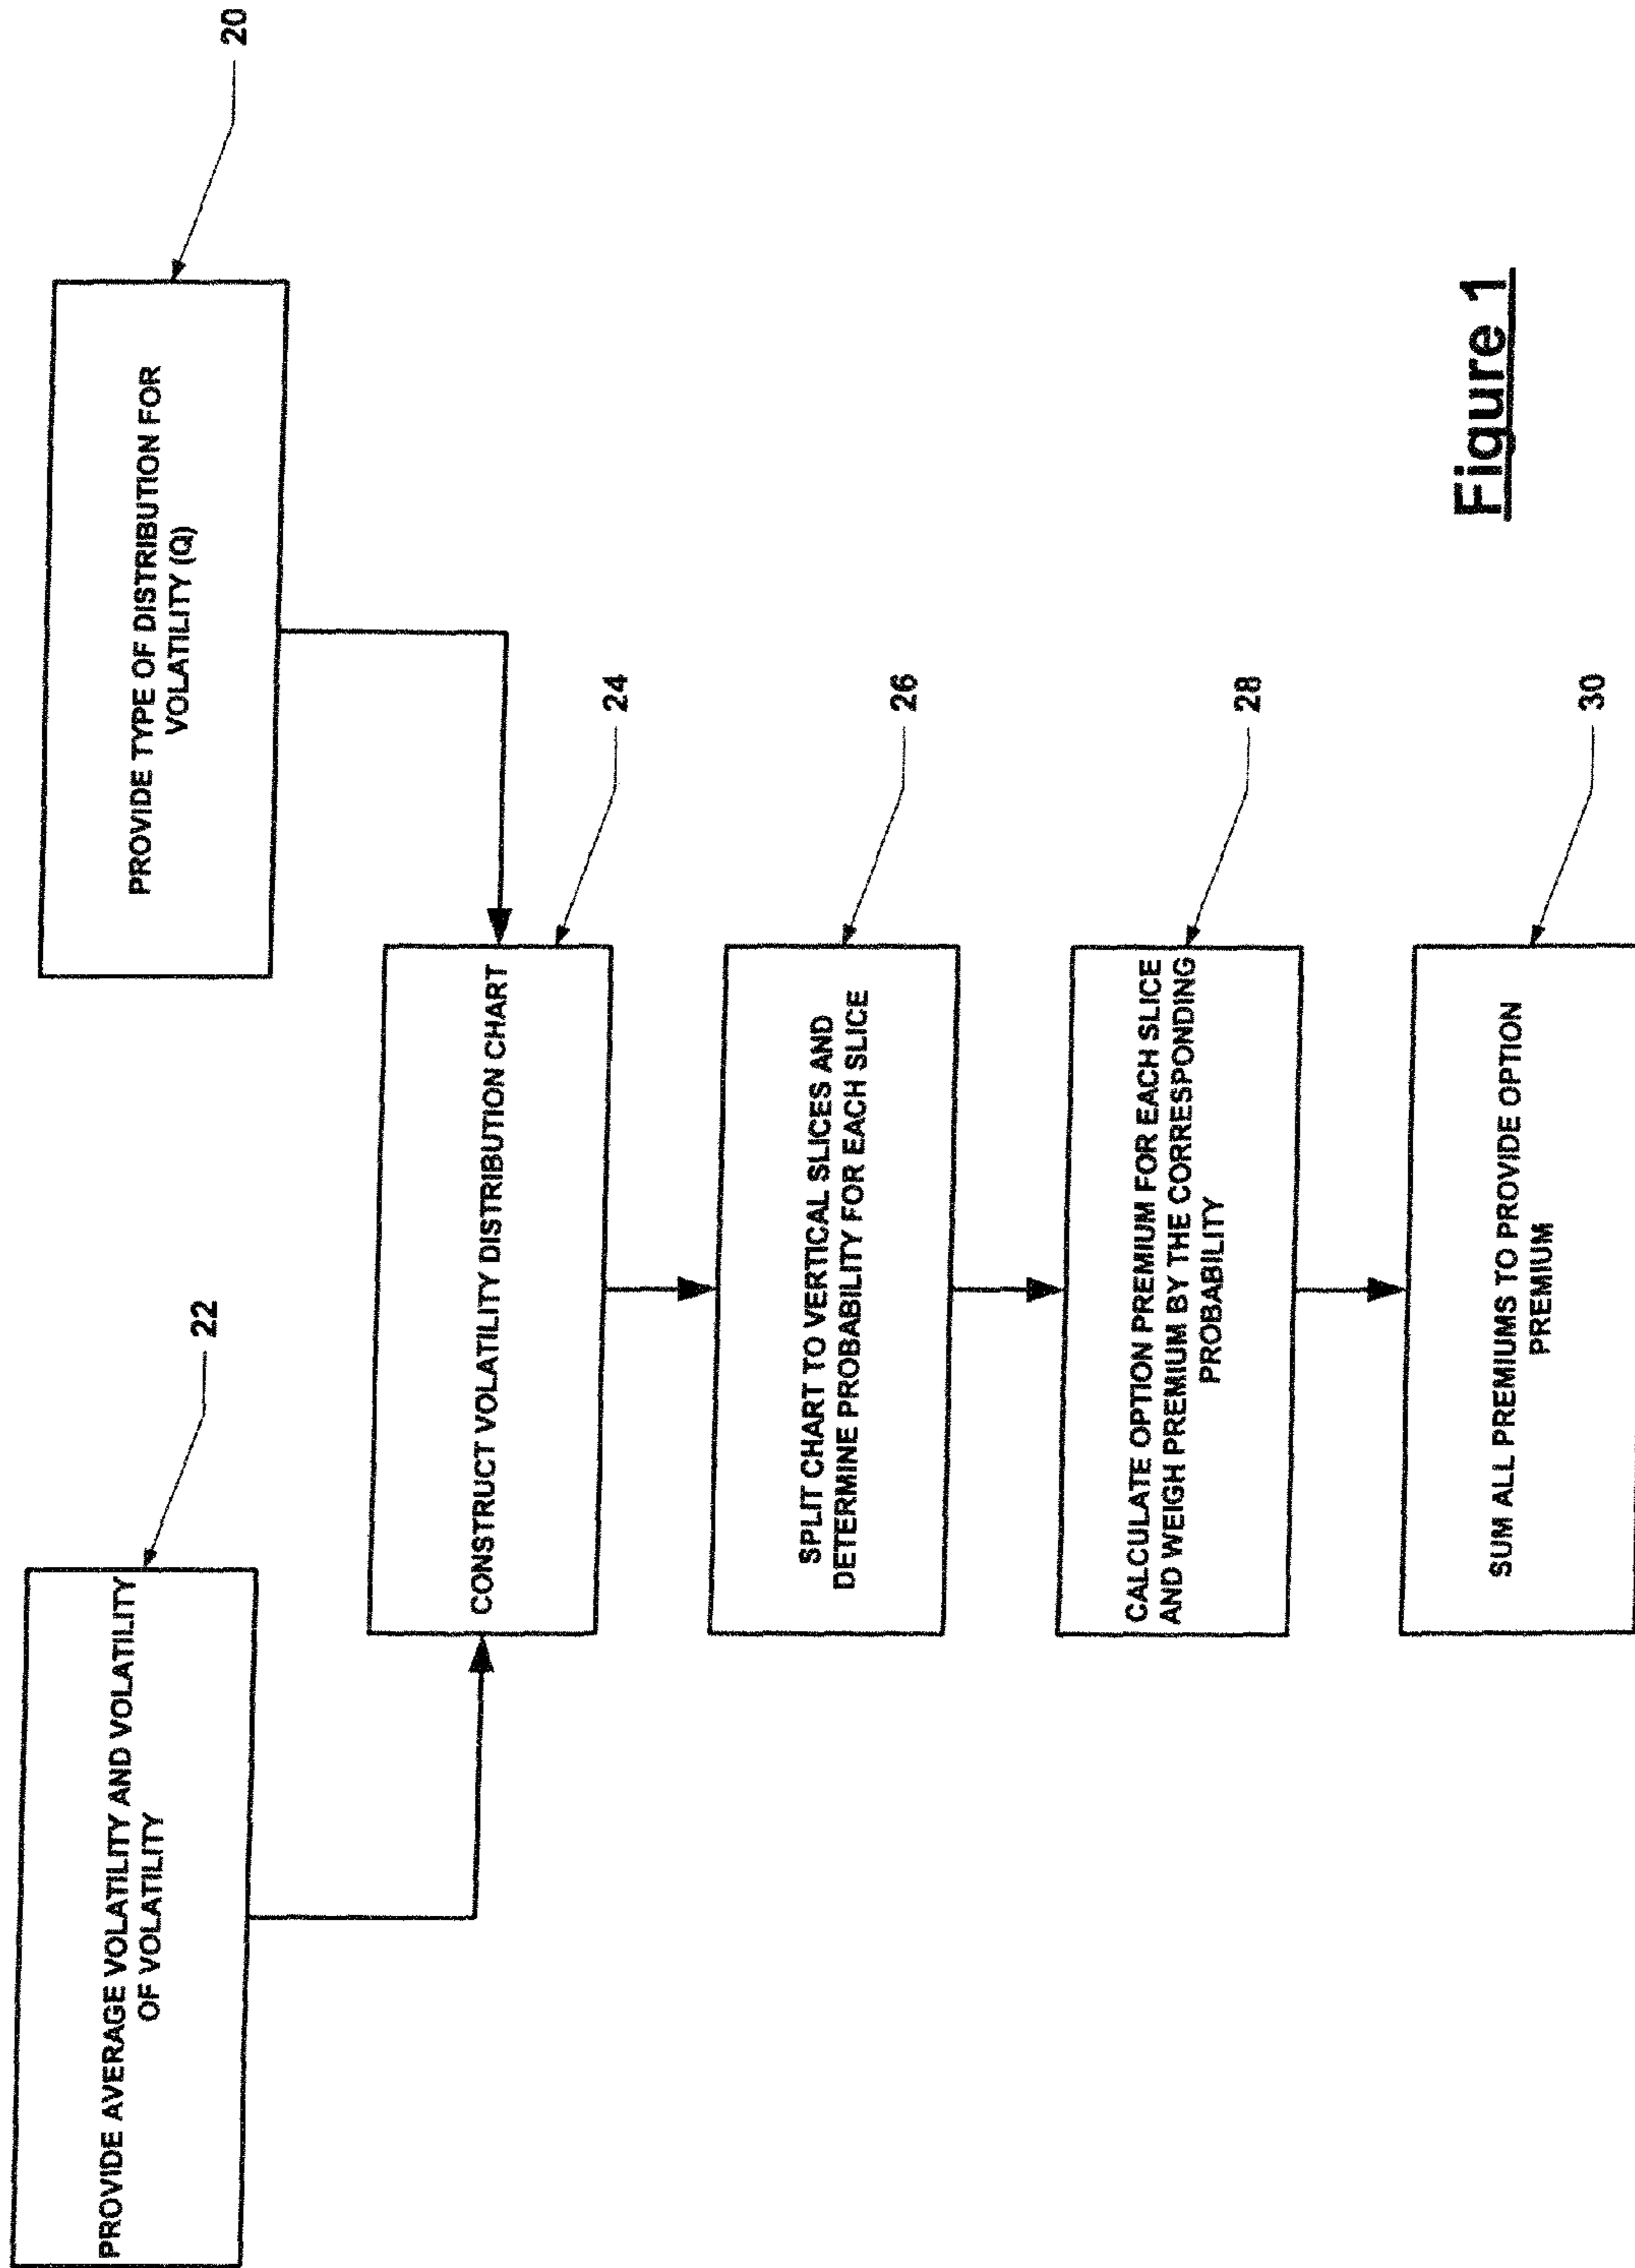 PROVIDE AVERAGE VOLATILITY AND VOLATILITY
OF VOLATILITY
22
PROVIDE TYPE OF DISTRIBUTION FOR
VOLATILITY (Q)
20
CONSTRUCT VOLATILITY DISTRIBUTION CHART
24
SPLIT CHART TO VERTICAL SLICES AND
DETERMINE PROBABILITY FOR EACH SLICE
26
CALCULATE OPTION PREMIUM FOR EACH SLICE
AND WEIGH PREMIUM BY THE CORRESPONDING
PROBABILITY
28
SUM ALL PREMIUMS TO PROVIDE OPTION
PREMIUM
30
Figure 1